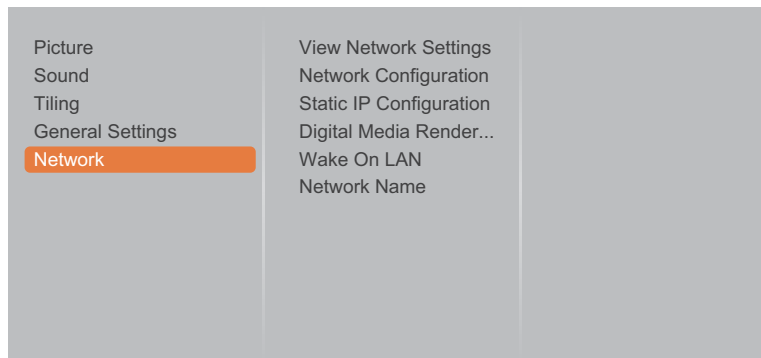 Picture
Sound
Tiling
General Settings
Network
View Network Settings
Network Configuration
Static IP Configuration
Digital Media Render...
Wake On LAN
Network Name